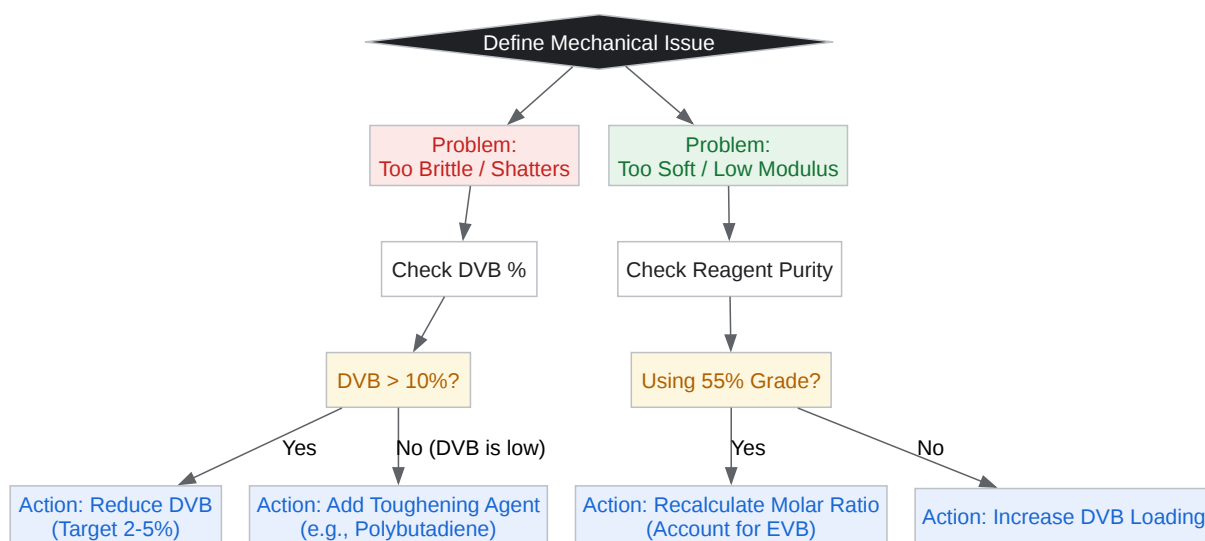 Define Mechanical Issue
Problem:
Too Brittle / Shatters
Problem:
Too Soft / Low Modulus
Check DVB %
Check Reagent Purity
DVB > 10%?
Using 55% Grade?
Yes
No (DVB is low)
Yes
No
Action: Reduce DVB
(Target 2-5%)
Action: Add Toughening Agent
(e.g., Polybutadiene)
Action: Recalculate Molar Ratio
(Account for EVB)
Action: Increase DVB Loading